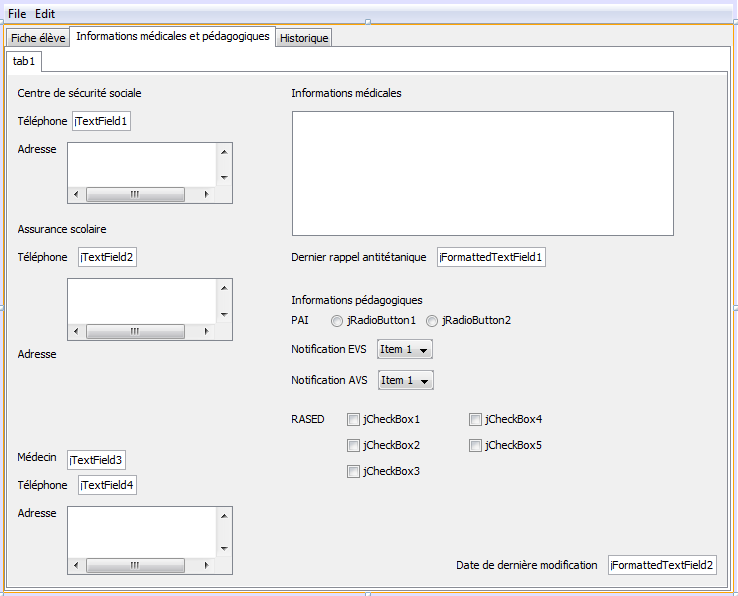 File Edit
Fiche élève Informations médicales et pédagogiques Historique
tab1
Centre de sécurité sociale
Téléphone jTextField1
Adresse
Assurance scolaire
Téléphone jTextField2
Adresse
Médecin jTextField3
Téléphone jTextField4
Adresse
Informations médicales
Dernier rappel antitétanique jFormattedTextField1
Informations pédagogiques
PAI jRadioButton1 jRadioButton2
Notification EVS Item 1
Notification AVS Item 1
RASED jCheckBox1 jCheckBox4
jCheckBox2 jCheckBox5
jCheckBox3
Date de dernière modification jFormattedTextField2